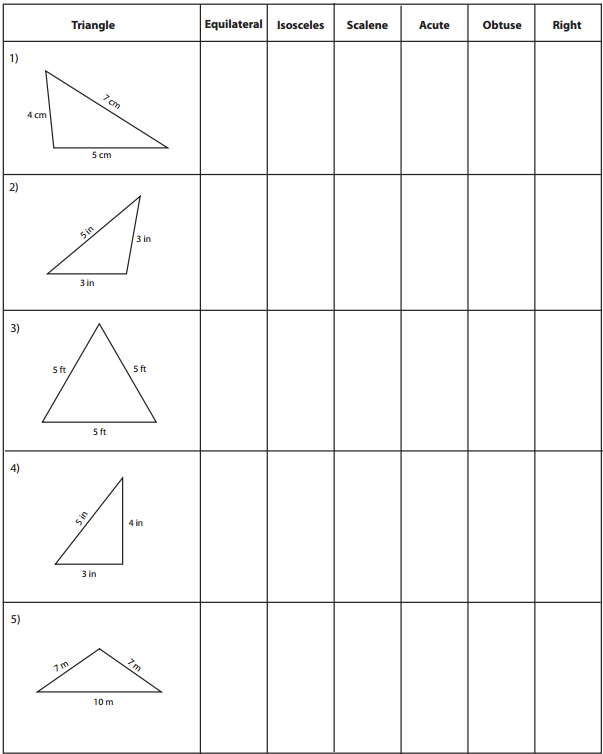 Triangle Equilateral Isosceles Scalene Acute Obtuse Right
1)
7 cm
4 cm
5 cm
2)
5 in
3 in
3 in
3)
5 ft 5 ft
5 ft
4)
5 in
4 in
3 in
5)
7 m 7 m
10 m